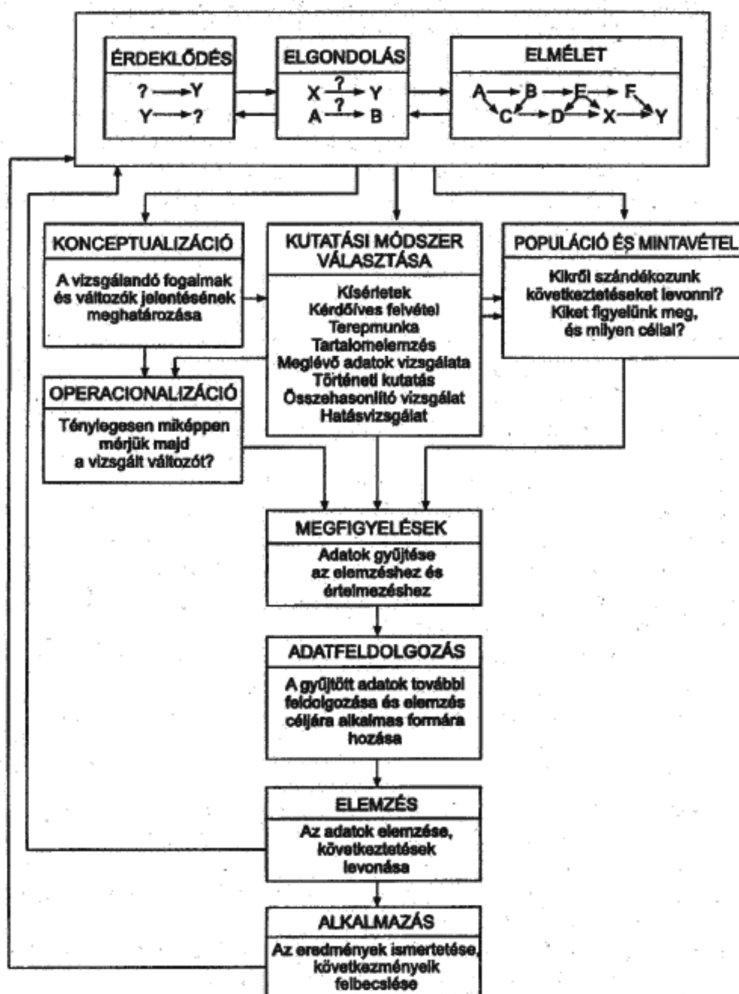 ÉRDEKLŐDÉS
? Y
Y ?
ELGONDOLÁS
?
X Y
?
A B
ELMÉLET
A B E F
C D X Y
KONCEPTUALIZÁCIÓ
A vizsgálandó fogalmak
és változók jelentésének
meghatározása
KUTATÁSI MÓDSZER
VÁLASZTÁSA
Kísérletek
Kérdőíves felvétel
Terepmunka
Tartalomelemzés
Meglévő adatok vizsgálata
Történeti kutatás
Összehasonlító vizsgálat
Hatásvizsgálat
POPULÁCIÓ ÉS MINTAVÉTEL
Kikről szándékozunk
következtetéseket levonni?
Kiket figyelünk meg,
és milyen céllal?
OPERACIONALIZÁCIÓ
Ténylegesen miképpen
mérjük majd
a vizsgált változót?
MEGFIGYELÉSEK
Adatok gyűjtése
az elemzéshez és
értelmezéshez
ADATFELDOLGOZÁS
A gyűjtött adatok további
feldolgozása és elemzés
céljára alkalmas formára
hozása
ELEMZÉS
Az adatok elemzése,
következtetések
levonása
ALKALMAZÁS
Az eredmények ismertetése,
következményeik
felbecslése